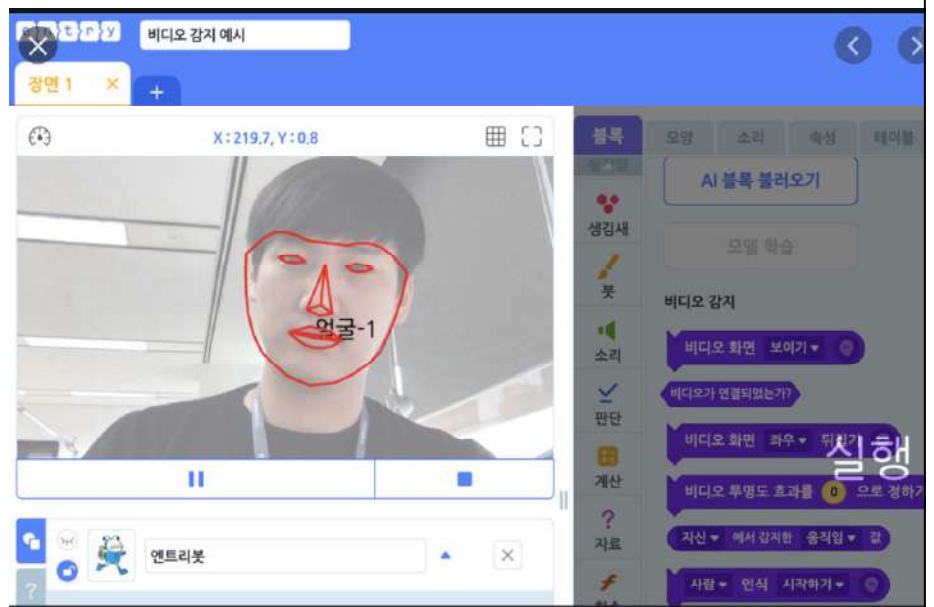 entry
비디오 감지 예시
장면 1
X : 219.7, Y : 0.8
블록
모양
소리
속성
테이블
AI 블록 불러오기
생김새
모델 학습
붓
비디오 감지
얼굴-1
소리
비디오 화면 보이기
비디오가 연결되었는가?
판단
비디오 화면 좌우 뒤집기
실행
계산
비디오 투명도 효과를 0 으로 정하기
?
자료
자신 에서 감지한 움직임 값
엔트리봇
?
사람 인식 시작하기